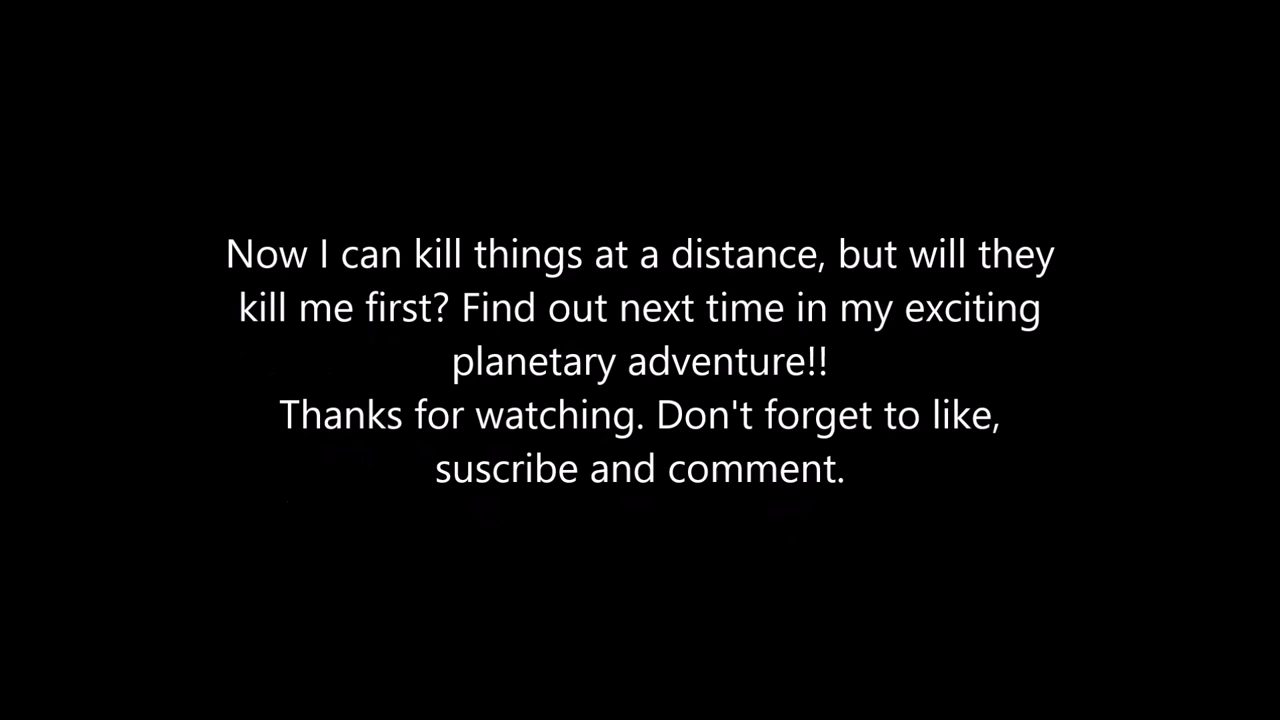 Now I can kill things at a distance, but will they
kill me first? Find out next time in my exciting
planetary adventure!!
Thanks for watching. Don't forget to like,
suscribe and comment.